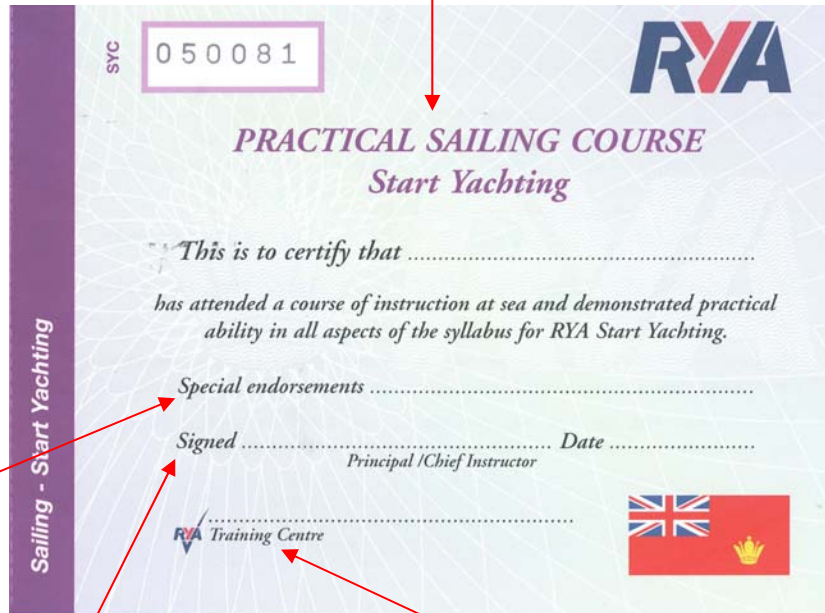 SYC
050081
RYA
PRACTICAL SAILING COURSE
Start Yachting
This is to certify that ....................................................
has attended a course of instruction at sea and demonstrated practical
ability in all aspects of the syllabus for RYA Start Yachting.
Special endorsements .........................................................
Signed .............................................. Date ......................
Principal /Chief Instructor
.......................................................
RYA Training Centre
Sailing - Start Yachting